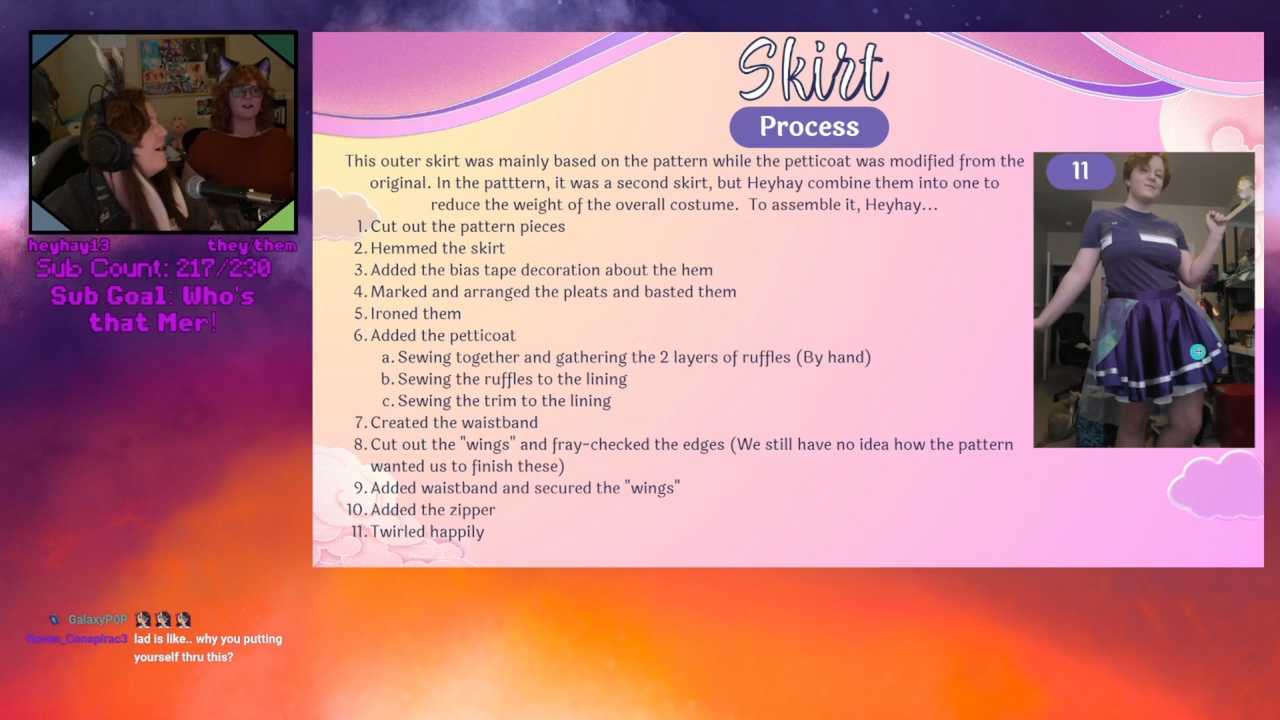 Skirt
Process
This outer skirt was mainly based on the pattern while the petticoat was modified from the
original. In the patttern, it was a second skirt, but Heyhay combine them into one to
reduce the weight of the overall costume. To assemble it, Heyhay...
1. Cut out the pattern pieces
2. Hemmed the skirt
3. Added the bias tape decoration about the hem
4. Marked and arranged the pleats and basted them
5. Ironed them
6. Added the petticoat
a. Sewing together and gathering the 2 layers of ruffles (By hand)
b. Sewing the ruffles to the lining
c. Sewing the trim to the lining
7. Created the waistband
8. Cut out the "wings" and fray-checked the edges (We still have no idea how the pattern
wanted us to finish these)
9. Added waistband and secured the "wings"
10. Added the zipper
11. Twirled happily
11
heyhay13 they/them
Sub Count: 217/230
Sub Goal: Who's
that Mer!
GalaxyP0P
lad is like.. why you putting
yourself thru this?